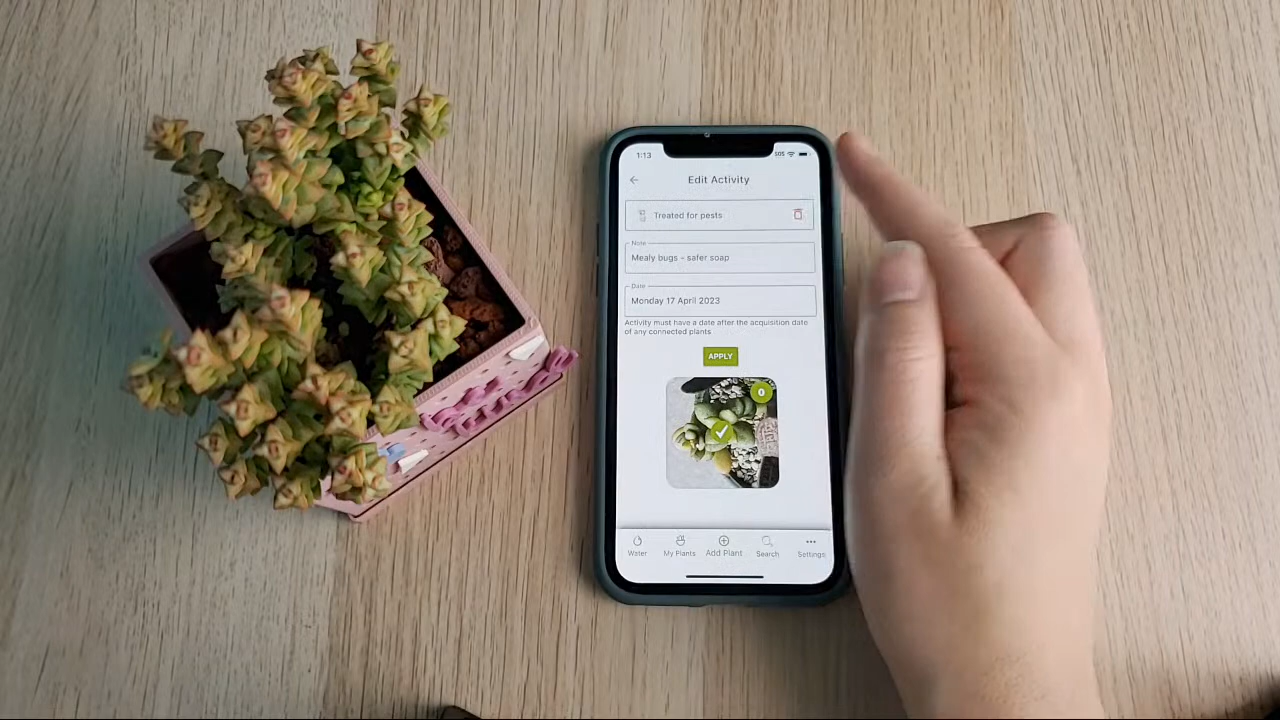 1:13
SOS
Edit Activity
Treated for pests
Note
Mealy bugs - safer soap
Date
Monday 17 April 2023
Activity must have a date after the acquisition date
of any connected plants
APPLY
0
Water
My Plants
Add Plant
Search
Settings